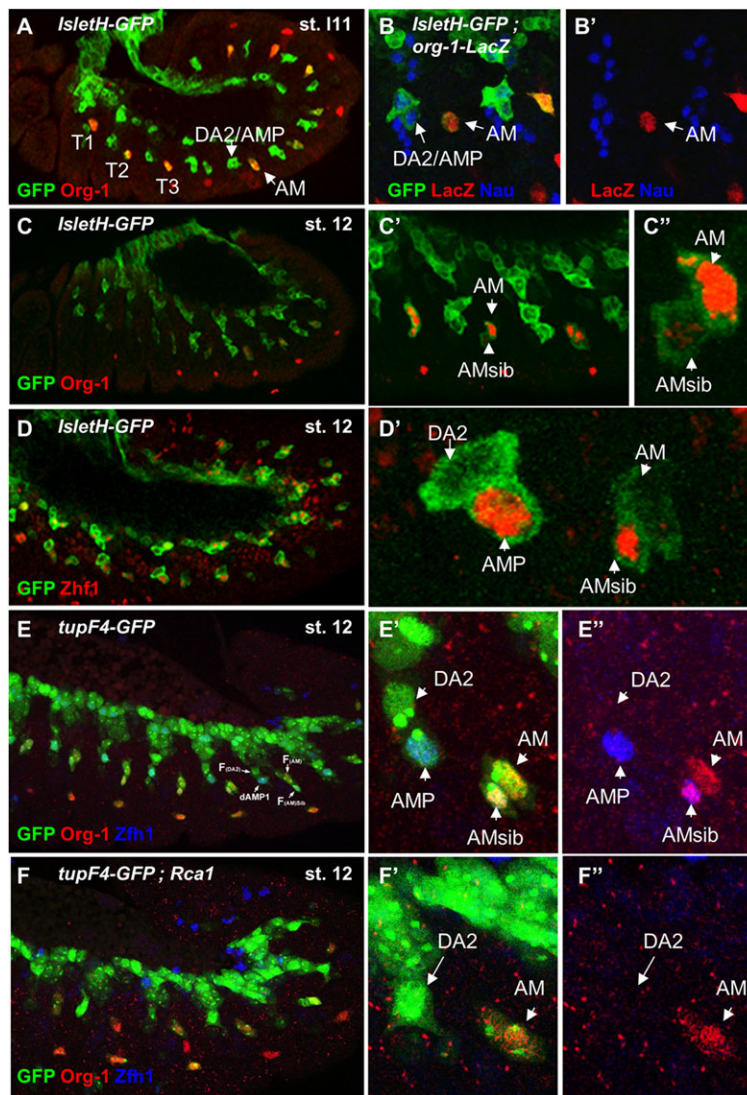 A IsletH-GFP st. l11
T1
T2
T3
DA2/AMP
AM
GFP Org-1
B IsletH-GFP ;
org-1-LacZ
AM
DA2/AMP
GFP LacZ Nau
B'
AM
LacZ Nau
C IsletH-GFP st. 12
GFP Org-1
C'
AM
AMsib
C"
AM
AMsib
D IsletH-GFP st. 12
GFP Zhf1
D'
DA2
AM
AMP
AMsib
E tupF4-GFP st. 12
F(DA2)
F(AM)
dAMP1
F(AM)Sib
GFP Org-1 Zfh1
E'
DA2
AM
AMP
AMsib
E"
DA2
AM
AMP
AMsib
F tupF4-GFP ; Rca1 st. 12
GFP Org-1 Zfh1
F'
DA2
AM
F"
DA2
AM